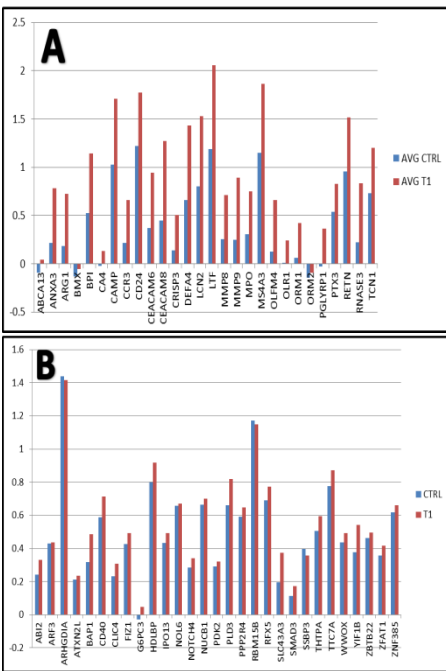 A
2.5
2
1.5
1
0.5
0
-0.5
ABCA13
ANXA3
ARG1
BMX
BPI
CA4
CAMP
CCR3
CD24
CEACAM6
CEACAM8
CRISP3
DEFA4
LCN2
LTF
MMP8
MMP9
MPO
MS4A3
OLFM4
OLR1
ORM1
ORM2
PGLYRP1
PTX3
RETN
RNASE3
TCN1
AVG CTRL
AVG T1
B
1.6
1.4
1.2
1
0.8
0.6
0.4
0.2
0
-0.2
ABI2
ARF3
ARHGDIA
ATXN2L
BAP1
CD40
CLIC4
FIZ1
G6PC3
HDLBP
IPO13
NOL6
NOTCH4
NUCB1
PDK2
PLD3
PPP2R4
RBM15B
RFX5
SLC43A3
SMAD3
SSBP3
THTPA
TTC7A
WWOX
YIF1B
ZBTB22
ZFAT1
ZNF385
CTRL
T1